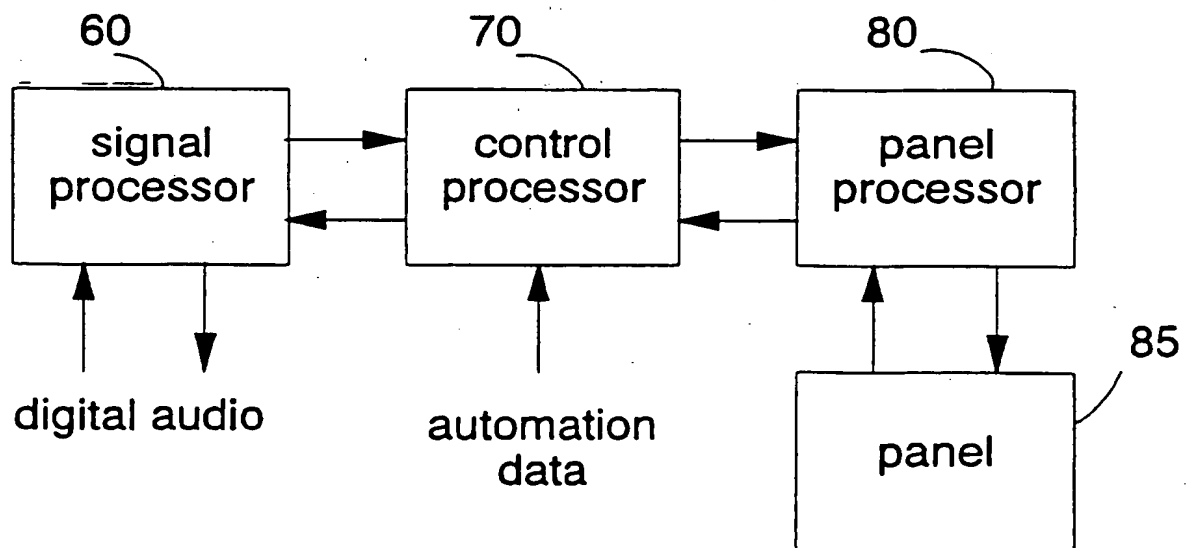 60
70
80
signal
processor
control
processor
panel
processor
85
digital audio
automation
data
panel